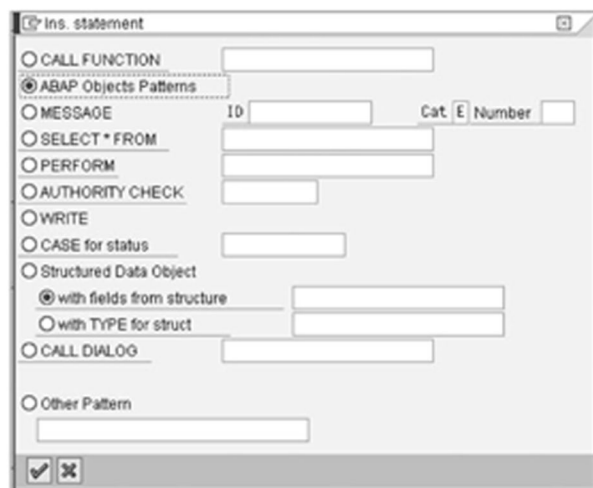 Ins. statement
CALL FUNCTION
ABAP Objects Patterns
MESSAGE ID Cat E Number
SELECT * FROM
PERFORM
AUTHORITY CHECK
WRITE
CASE for status
Structured Data Object
with fields from structure
with TYPE for struct
CALL DIALOG
Other Pattern